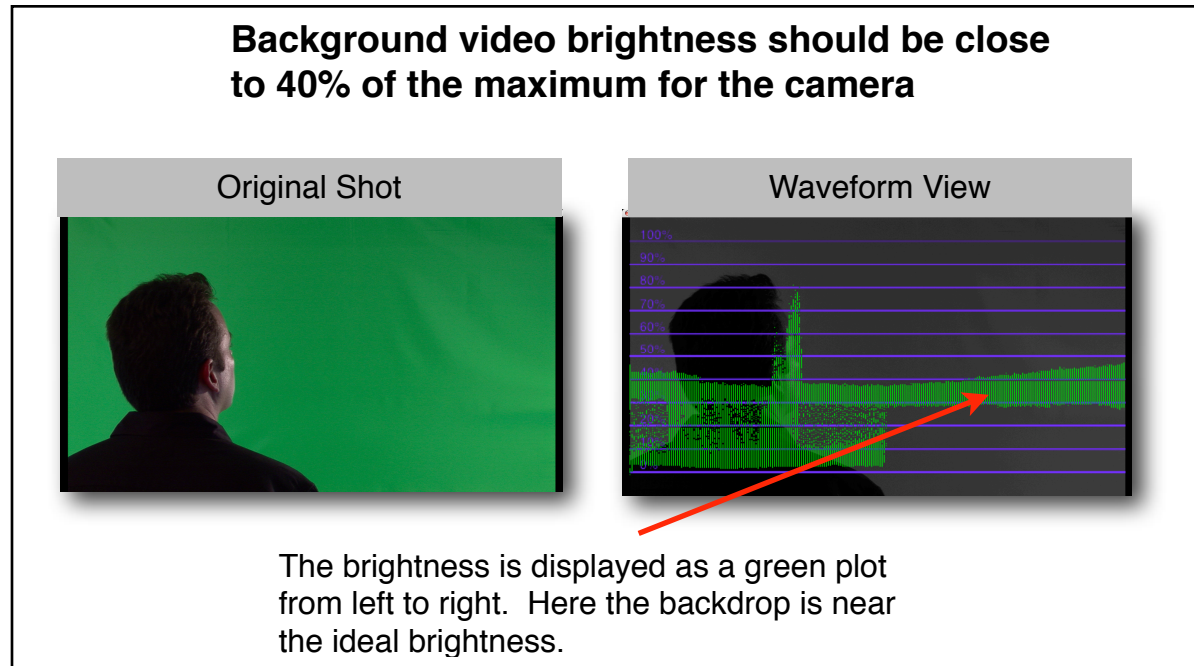 Background video brightness should be close
to 40% of the maximum for the camera
Original Shot
Waveform View
100%
90%
80%
70%
60%
50%
The brightness is displayed as a green plot
from left to right.  Here the backdrop is near
the ideal brightness.